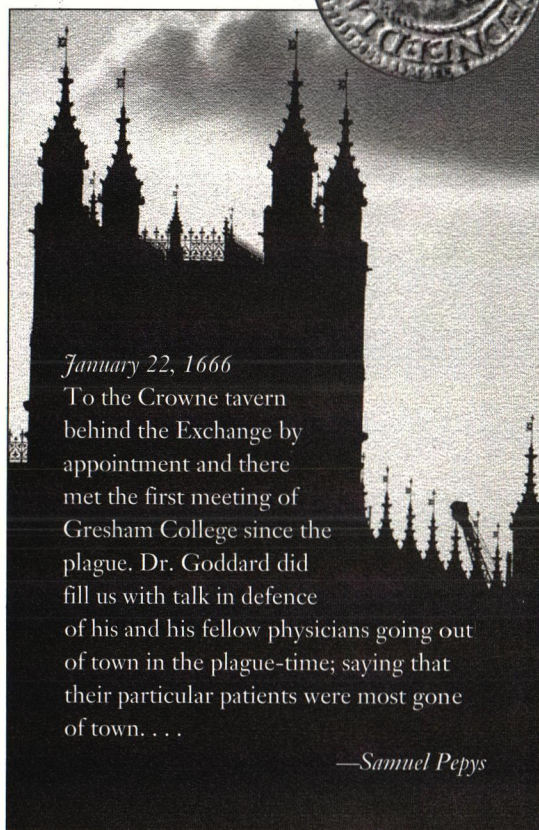 January 22, 1666
To the Crowne tavern
behind the Exchange by
appointment and there
met the first meeting of
Gresham College since the
plague. Dr. Goddard did
fill us with talk in defence
of his and his fellow physicians going out
of town in the plague-time; saying that
their particular patients were most gone
of town. . . .
—Samuel Pepys